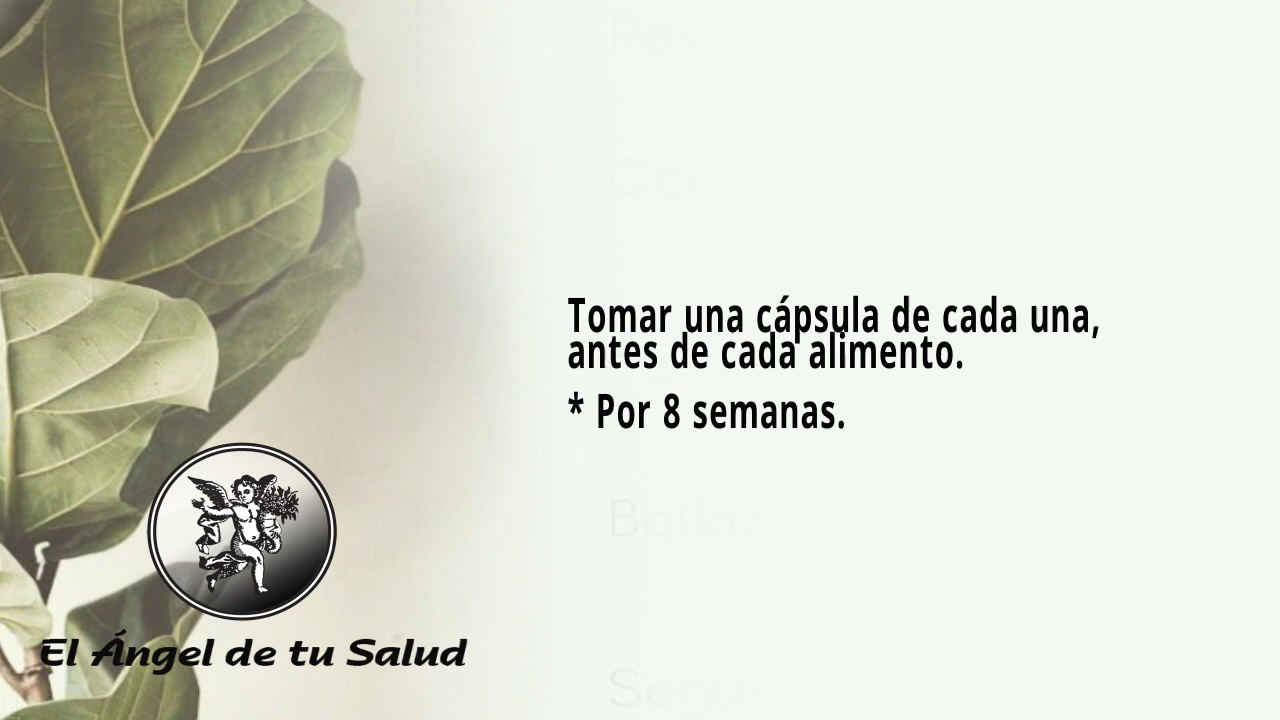 Tomar una cápsula de cada una,
antes de cada alimento.
* Por 8 semanas.
El Ángel de tu Salud